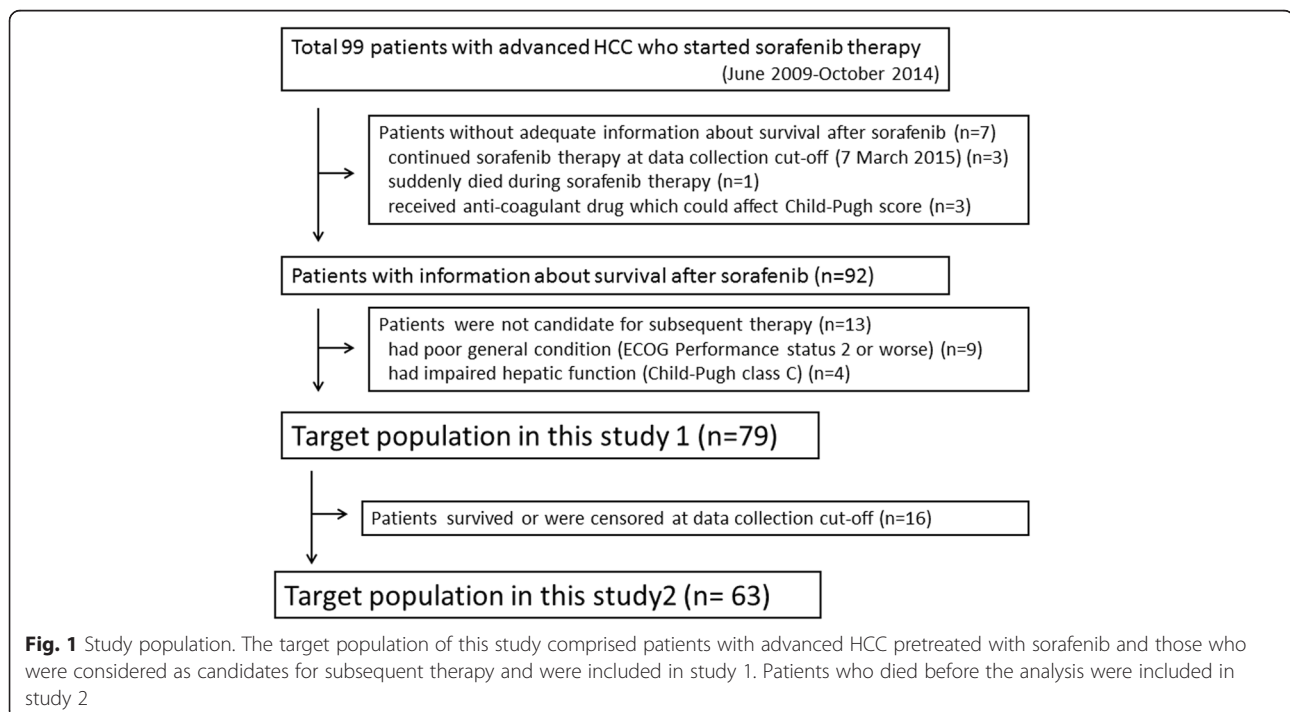 Total 99 patients with advanced HCC who started sorafenib therapy
(June 2009-October 2014)
Patients without adequate information about survival after sorafenib (n=7)
continued sorafenib therapy at data collection cut-off (7 March 2015) (n=3)
suddenly died during sorafenib therapy (n=1)
received anti-coagulant drug which could affect Child-Pugh score (n=3)
Patients with information about survival after sorafenib (n=92)
Patients were not candidate for subsequent therapy (n=13)
had poor general condition (ECOG Performance status 2 or worse) (n=9)
had impaired hepatic function (Child-Pugh class C) (n=4)
Target population in this study 1 (n=79)
Patients survived or were censored at data collection cut-off (n=16)
Target population in this study2 (n= 63)
Fig. 1 Study population. The target population of this study comprised patients with advanced HCC pretreated with sorafenib and those who
were considered as candidates for subsequent therapy and were included in study 1. Patients who died before the analysis were included in
study 2